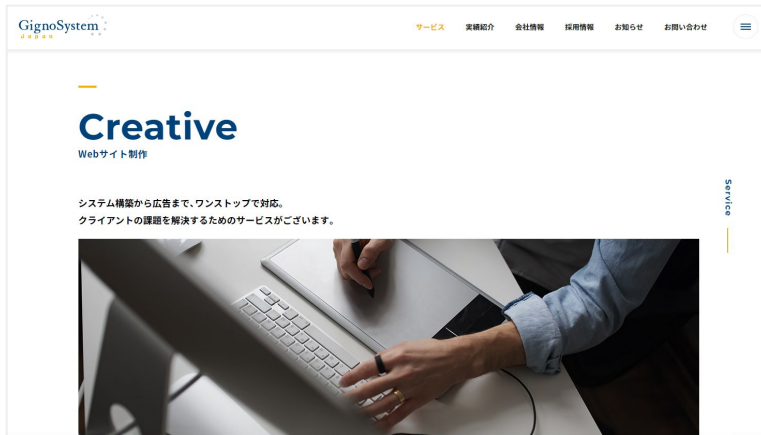 GignoSystem
Japan
サービス 実績紹介 会社情報 採用情報 お知らせ お問い合わせ
Creative
Webサイト制作
システム構築から広告まで、ワンストップで対応。
クライアントの課題を解決するためのサービスがございます。
Service